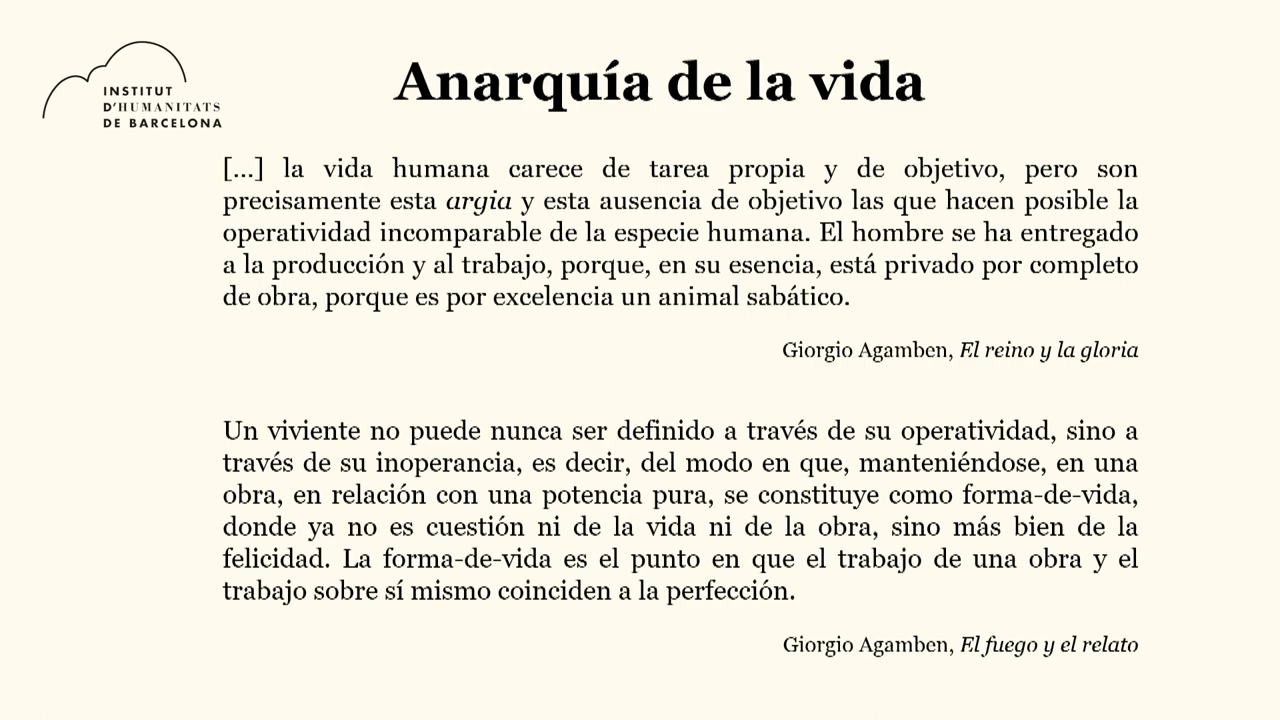 INSTITUT
D'HUMANITATS
DE BARCELONA
Anarquía de la vida
[...] la vida humana carece de tarea propia y de objetivo, pero son
precisamente esta argia y esta ausencia de objetivo las que hacen posible la
operatividad incomparable de la especie humana. El hombre se ha entregado
a la producción y al trabajo, porque, en su esencia, está privado por completo
de obra, porque es por excelencia un animal sabático.
Giorgio Agamben, El reino y la gloria
Un viviente no puede nunca ser definido a través de su operatividad, sino a
través de su inoperancia, es decir, del modo en que, manteniéndose, en una
obra, en relación con una potencia pura, se constituye como forma-de-vida,
donde ya no es cuestión ni de la vida ni de la obra, sino más bien de la
felicidad. La forma-de-vida es el punto en que el trabajo de una obra y el
trabajo sobre sí mismo coinciden a la perfección.
Giorgio Agamben, El fuego y el relato